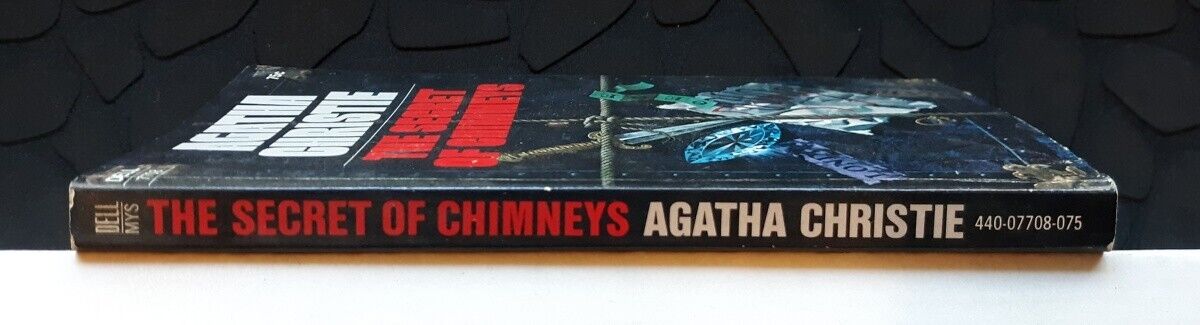 AGATHA
CHRISTIE
THE SECRET
OF CHIMNEYS
DELL
MYS
THE SECRET OF CHIMNEYS AGATHA CHRISTIE 440-07708-075